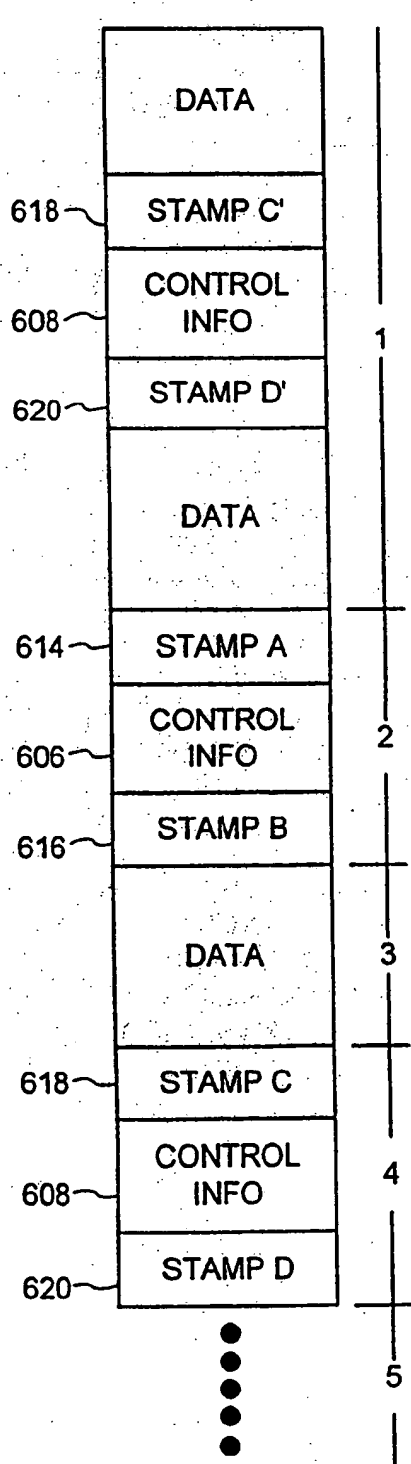 DATA
618 STAMP C'
608 CONTROL INFO
1
620 STAMP D'
DATA
614 STAMP A
606 CONTROL INFO
2
616 STAMP B
DATA
3
618 STAMP C
608 CONTROL INFO
4
620 STAMP D
5